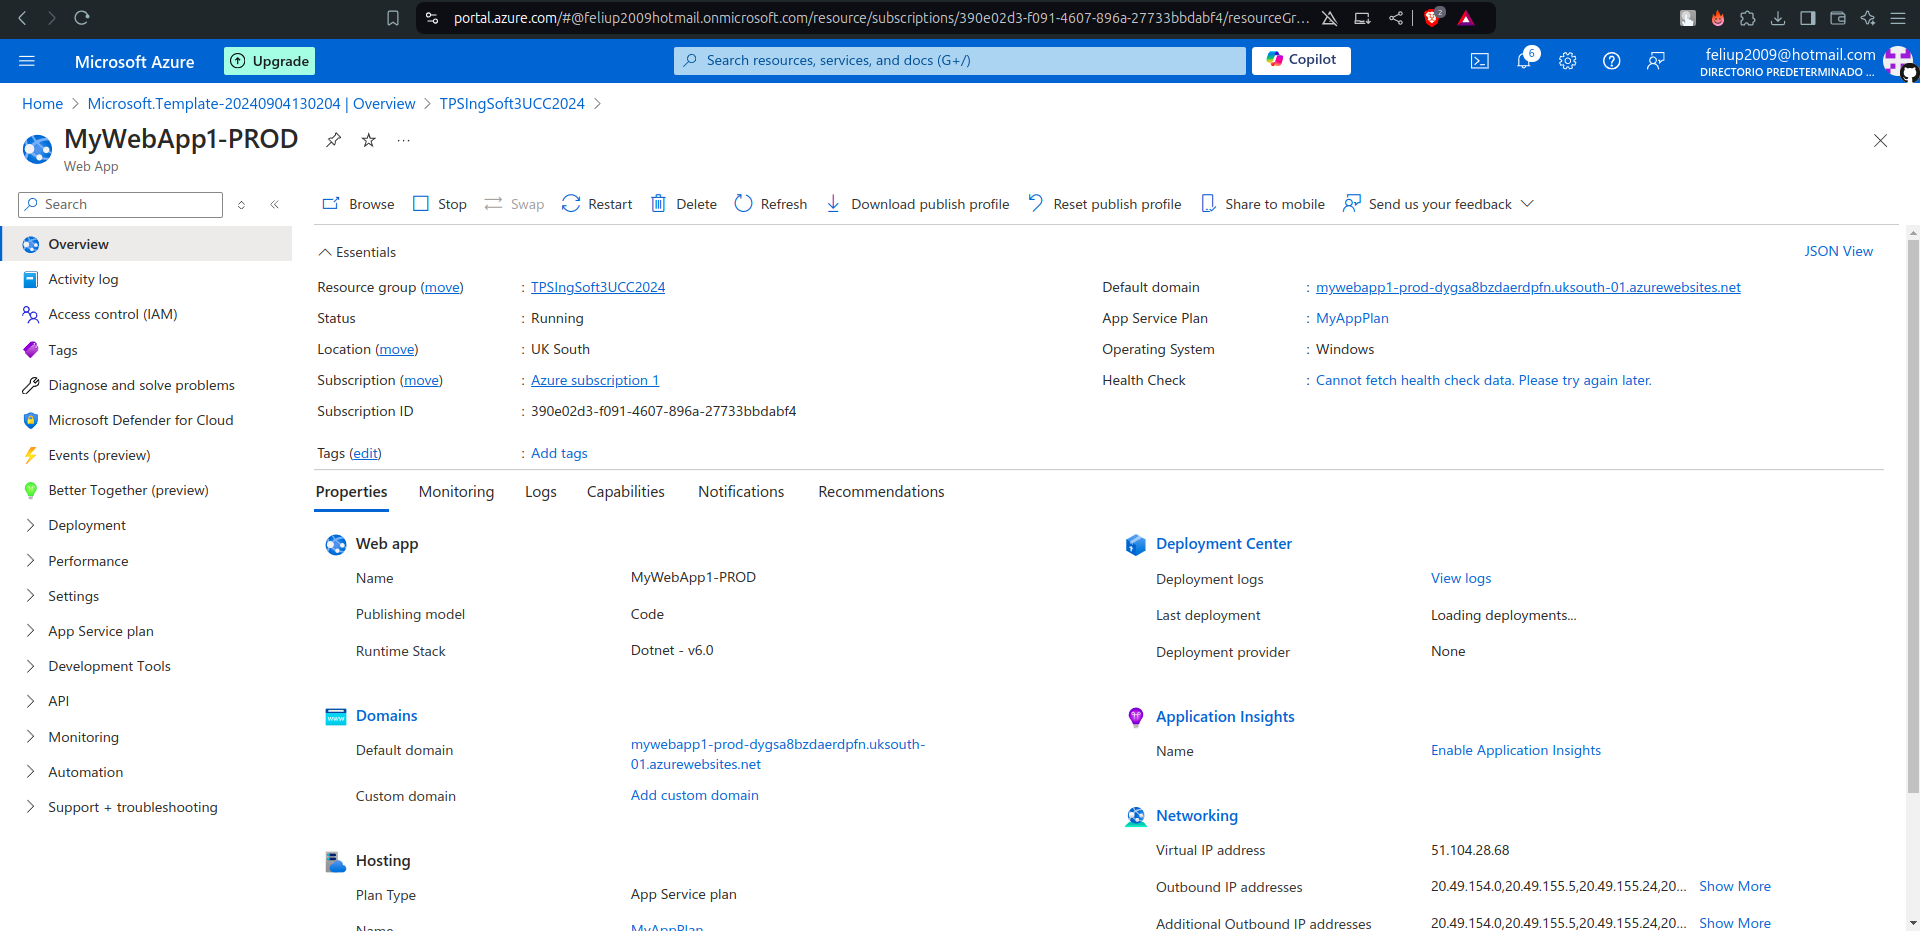 portal.azure.com/#@feliup2009hotmail.onmicrosoft.com/resource/subscriptions/390e02d3-f091-4607-896a-27733bbdabf4/resourceGr...
2
Microsoft Azure
Upgrade
Search resources, services, and docs (G+/)
Copilot
6
feliup2009@hotmail.com
DIRECTORIO PREDETERMINADO ...
Home > Microsoft.Template-20240904130204 | Overview > TPSIngSoft3UCC2024 >
MyWebApp1-PROD
...
Web App
Search
Browse
Stop
Swap
Restart
Delete
Refresh
Download publish profile
Reset publish profile
Share to mobile
Send us your feedback
Overview
Activity log
Access control (IAM)
Tags
Diagnose and solve problems
Microsoft Defender for Cloud
Events (preview)
Better Together (preview)
Deployment
Performance
Settings
App Service plan
Development Tools
API
Monitoring
Automation
Support + troubleshooting
Essentials
JSON View
Resource group (move) : TPSIngSoft3UCC2024
Status : Running
Location (move) : UK South
Subscription (move) : Azure subscription 1
Subscription ID : 390e02d3-f091-4607-896a-27733bbdabf4
Default domain : mywebapp1-prod-dygsa8bzdaerdpfn.uksouth-01.azurewebsites.net
App Service Plan : MyAppPlan
Operating System : Windows
Health Check : Cannot fetch health check data. Please try again later.
Tags (edit) : Add tags
Properties
Monitoring
Logs
Capabilities
Notifications
Recommendations
Web app
Name MyWebApp1-PROD
Publishing model Code
Runtime Stack Dotnet - v6.0
www
Domains
Default domain mywebapp1-prod-dygsa8bzdaerdpfn.uksouth-
01.azurewebsites.net
Custom domain Add custom domain
Hosting
Plan Type App Service plan
Name MyAppPlan
Deployment Center
Deployment logs View logs
Last deployment Loading deployments...
Deployment provider None
Application Insights
Name Enable Application Insights
Networking
Virtual IP address 51.104.28.68
Outbound IP addresses 20.49.154.0,20.49.155.5,20.49.155.24,20... Show More
Additional Outbound IP addresses 20.49.154.0,20.49.155.5,20.49.155.24,20... Show More